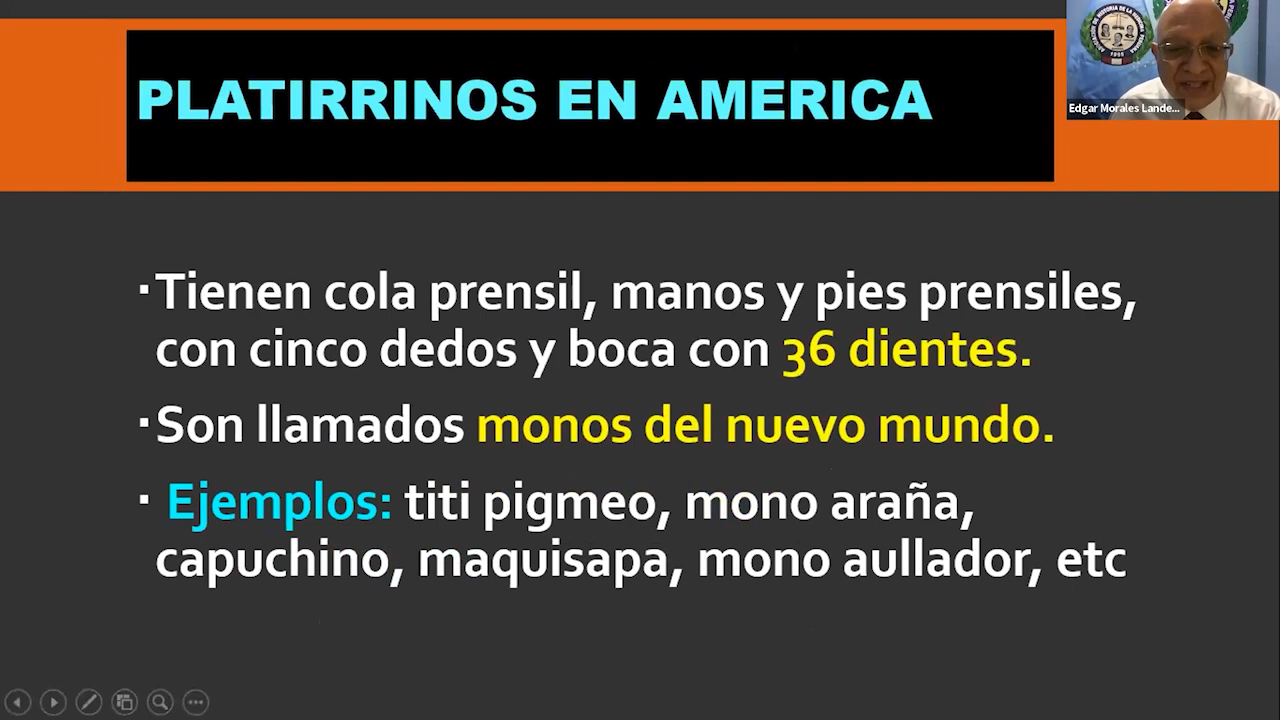 PLATIRRINOS EN AMERICA
Edgar Morales Lande...
1995
▪Tienen cola prensil, manos y pies prensiles,
con cinco dedos y boca con 36 dientes.
▪Son llamados monos del nuevo mundo.
▪ Ejemplos: titi pigmeo, mono araña,
capuchino, maquisapa, mono aullador, etc